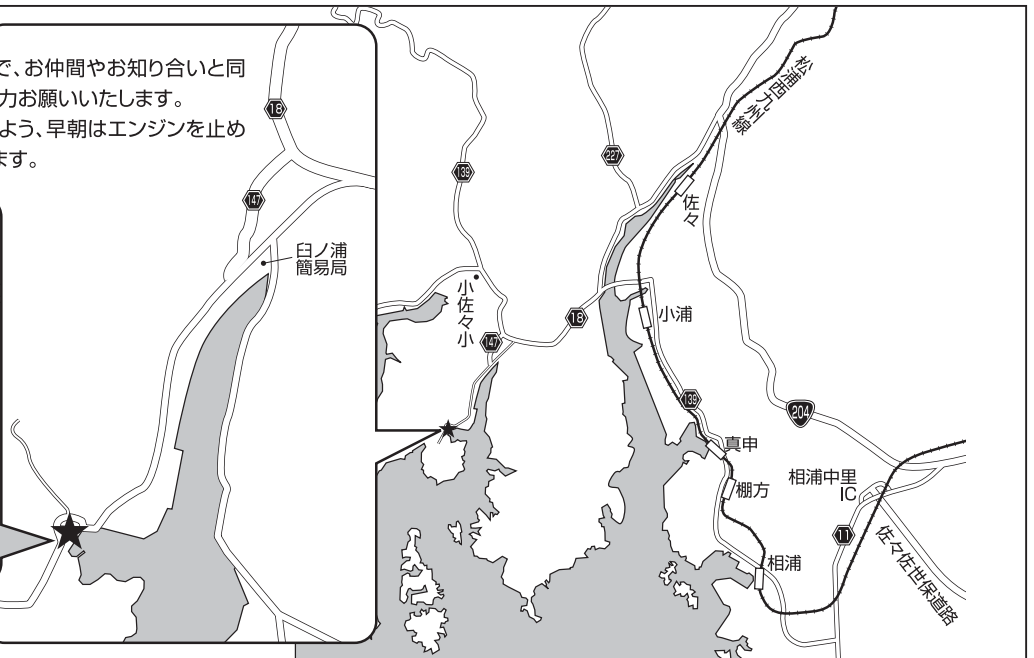 で、お仲間やお知り合いと同
力お願いいたします。
よう、早朝はエンジンを止め
ます。
18
147
臼ノ浦
簡易局
139
227
松浦西九州線
佐々
小佐々小
18
小浦
147
139
204
真申
棚方
相浦中里
IC
11
佐々佐世保道路
相浦